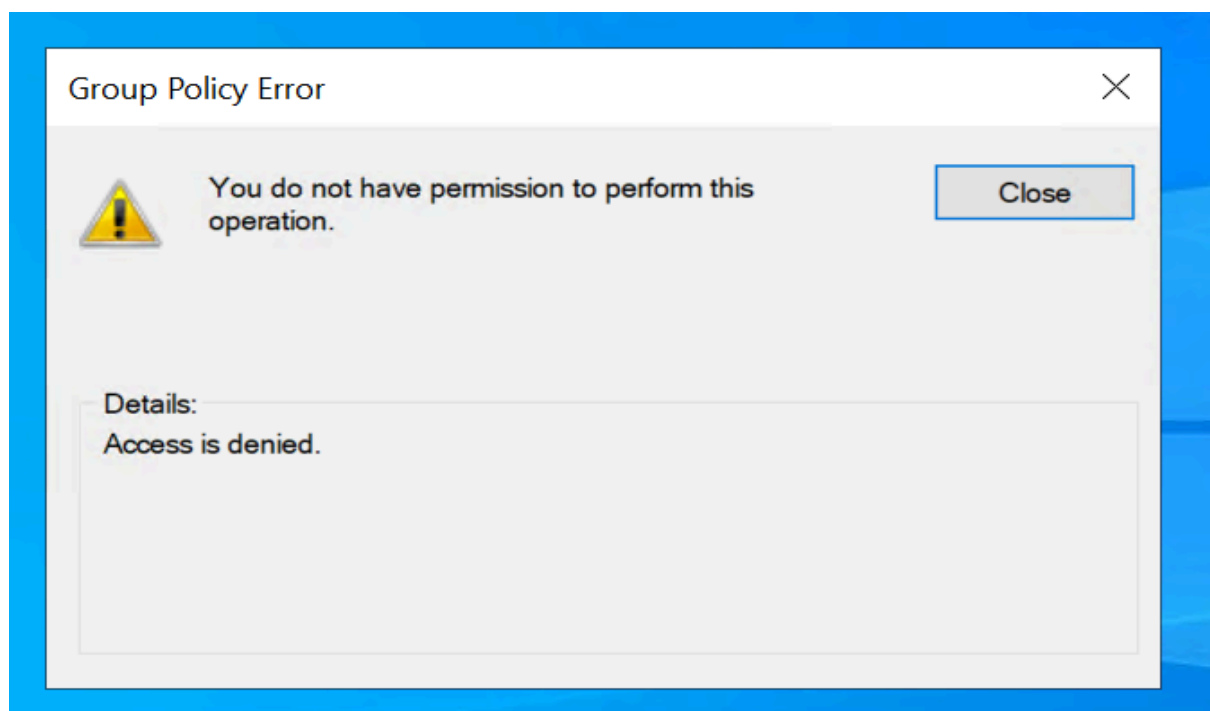 Group Policy Error
You do not have permission to perform this
operation.
Close
Details:
Access is denied.